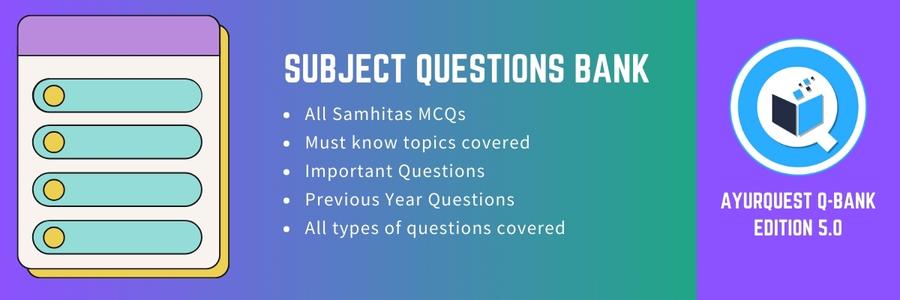 SUBJECT QUESTIONS BANK
• All Samhitas MCQs
• Must know topics covered
• Important Questions
• Previous Year Questions
• All types of questions covered
AYURQUEST Q-BANK
EDITION 5.0